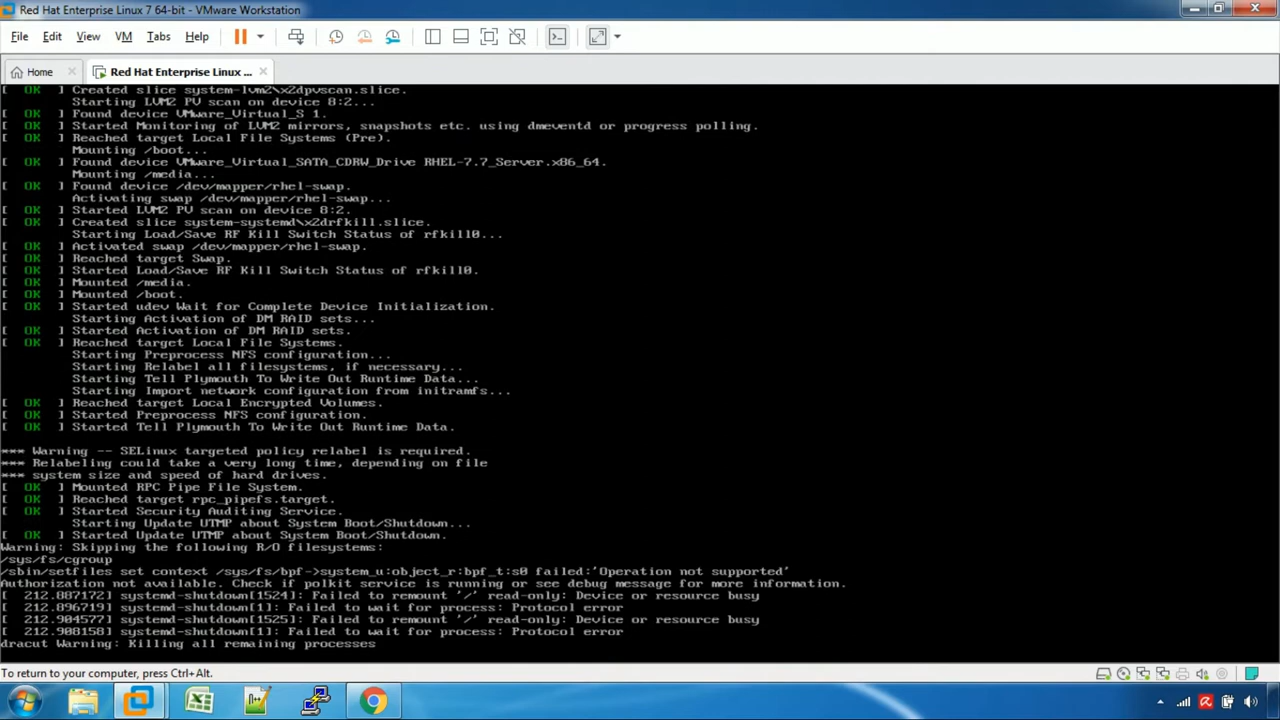 Red Hat Enterprise Linux 7 64-bit - VMware Workstation
File Edit View VM Tabs Help
Home Red Hat Enterprise Linux ...
[ OK ] Created slice system-lvm2\x2dpvscan.slice.
Starting LVM2 PV scan on device 8:2...
[ OK ] Found device VMware_Virtual_S 1.
[ OK ] Started Monitoring of LVM2 mirrors, snapshots etc. using dmeventd or progress polling.
[ OK ] Reached target Local File Systems (Pre).
Mounting /boot...
[ OK ] Found device VMware_Virtual_SATA_CDRW_Drive RHEL-7.7_Server.x86_64.
Mounting /media...
[ OK ] Found device /dev/mapper/rhel-swap.
Activating swap /dev/mapper/rhel-swap...
[ OK ] Started LVM2 PV scan on device 8:2.
[ OK ] Created slice system-systemd\x2drfkill.slice.
Starting Load/Save RF Kill Switch Status of rfkill0...
[ OK ] Activated swap /dev/mapper/rhel-swap.
[ OK ] Reached target Swap.
[ OK ] Started Load/Save RF Kill Switch Status of rfkill0.
[ OK ] Mounted /media.
[ OK ] Mounted /boot.
[ OK ] Started udev Wait for Complete Device Initialization.
Starting Activation of DM RAID sets...
[ OK ] Started Activation of DM RAID sets.
[ OK ] Reached target Local File Systems.
Starting Preprocess NFS configuration...
Starting Relabel all filesystems, if necessary...
Starting Tell Plymouth To Write Out Runtime Data...
Starting Import network configuration from initramfs...
[ OK ] Reached target Local Encrypted Volumes.
[ OK ] Started Preprocess NFS configuration.
[ OK ] Started Tell Plymouth To Write Out Runtime Data.
*** Warning -- SELinux targeted policy relabel is required.
*** Relabeling could take a very long time, depending on file
*** system size and speed of hard drives.
[ OK ] Mounted RPC Pipe File System.
[ OK ] Reached target rpc_pipefs.target.
[ OK ] Started Security Auditing Service.
Starting Update UTMP about System Boot/Shutdown...
[ OK ] Started Update UTMP about System Boot/Shutdown.
Warning: Skipping the following R/O filesystems:
/sys/fs/cgroup
/sbin/setfiles set context /sys/fs/bpf->system_u:object_r:bpf_t:s0 failed:'Operation not supported'
Authorization not available. Check if polkit service is running or see debug message for more information.
[ 212.887172] systemd-shutdown[1524]: Failed to remount '/' read-only: Device or resource busy
[ 212.896719] systemd-shutdown[1]: Failed to wait for process: Protocol error
[ 212.904577] systemd-shutdown[1525]: Failed to remount '/' read-only: Device or resource busy
[ 212.908158] systemd-shutdown[1]: Failed to wait for process: Protocol error
dracut Warning: Killing all remaining processes
To return to your computer, press Ctrl+Alt.